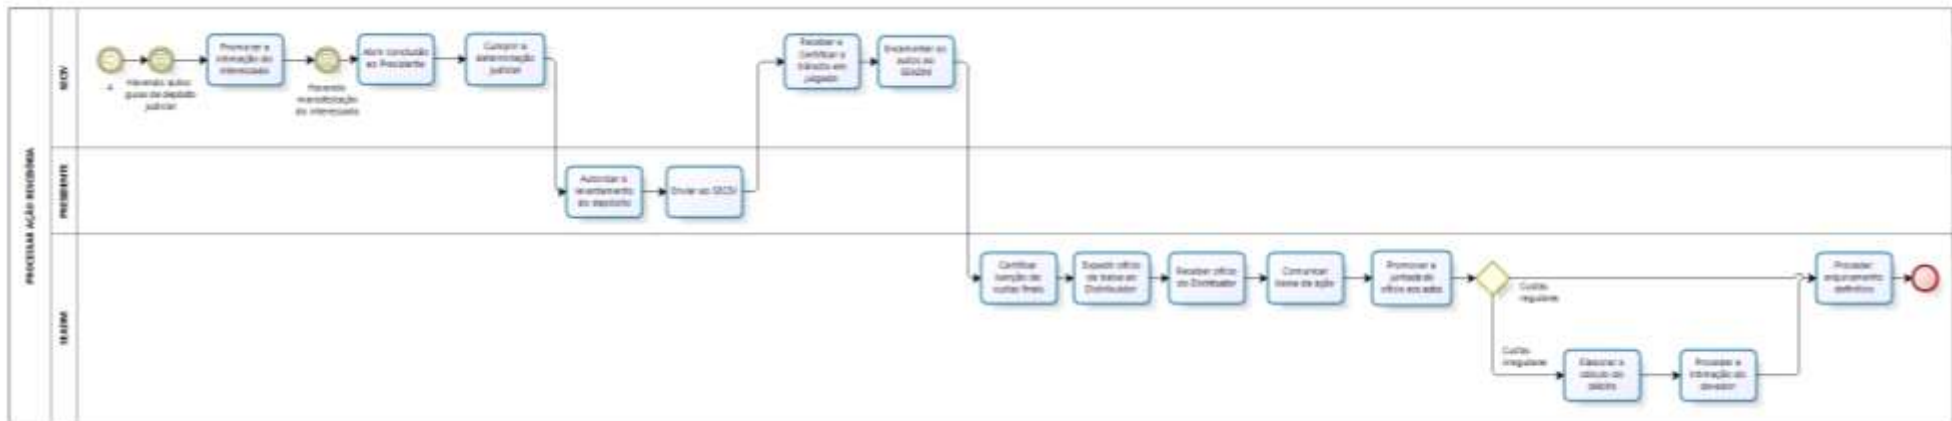 PROCESSAR AÇÃO RESCISÓRIA
SECIV
PRESIDENTE
Promover a
intimação do
interessado
Abrir conclusão
ao Presidente
Cumprir a
determinação
judicial
Receber e
Certificar o
trânsito em
julgado
Encaminhar os
autos ao
Havendo autos
guias de depósito
judicial
Havendo
manifestação
do interessado
Autorizar o
levantamento
do depósito
Enviar ao SECIV
Certificar
isenção de
custas finais
Expedir ofício
de baixa ao
Distribuidor
Receber ofício
do Distribuidor
Comunicar
baixa da ação
Promover a
juntada do
ofício aos autos
Custas
regulares
Proceder
arquivamento
definitivo
Custas
irregulares
Elaborar o
cálculo do
débito
Proceder a
intimação do
devedor